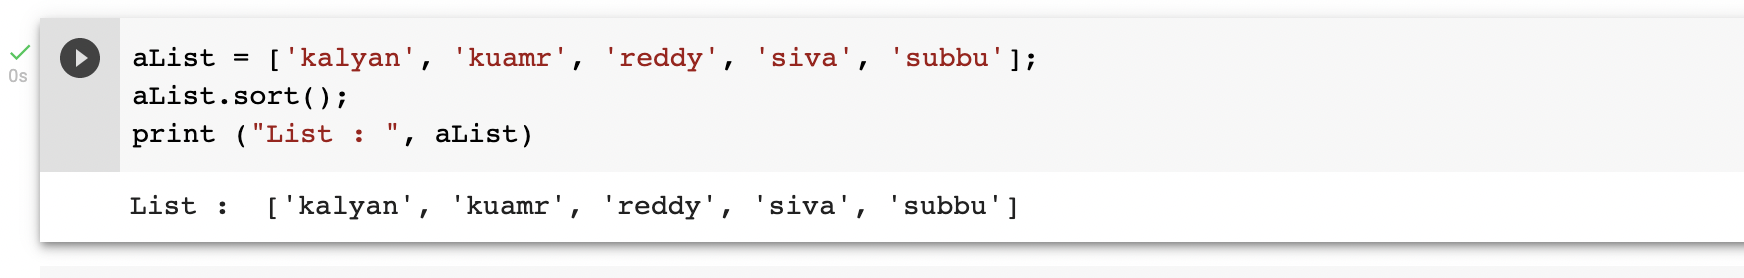 0s
aList = ['kalyan', 'kuamr', 'reddy', 'siva', 'subbu'];
aList.sort();
print ("List : ", aList)
List :  ['kalyan', 'kuamr', 'reddy', 'siva', 'subbu']